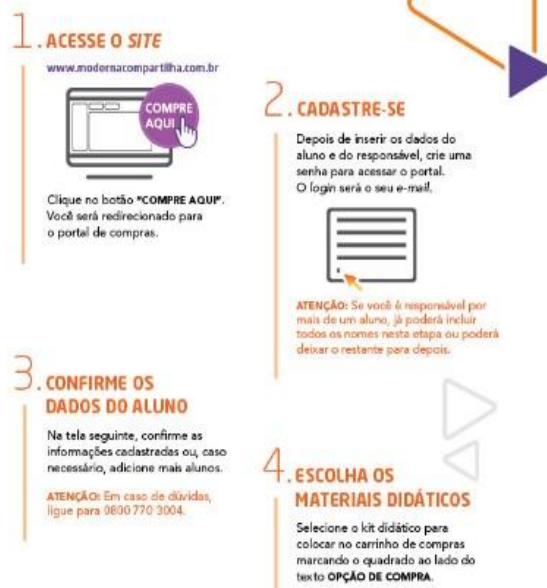 1. ACESSE O SITE
www.modernacompartilha.com.br
COMPRE
AQUI
Clique no botão "COMPRE AQUI".
Você será redirecionado para
o portal de compras.
2. CADASTRE-SE
Depois de inserir os dados do
aluno e do responsável, crie uma
senha para acessar o portal.
O login será o seu e-mail.
ATENÇÃO: Se você é responsável por
mais de um aluno, já poderá incluir
todos os nomes nesta etapa ou poderá
deixar o restante para depois.
3. CONFIRME OS
DADOS DO ALUNO
Na tela seguinte, confirme as
informações cadastradas ou, caso
necessário, adicione mais alunos.
ATENÇÃO: Em caso de dúvidas,
ligue para 0800 770 3004.
4. ESCOLHA OS
MATERIAIS DIDÁTICOS
Selecione o kit didático para
colocar no carrinho de compras
marcando o quadrado ao lado do
texto OPÇÃO DE COMPRA.